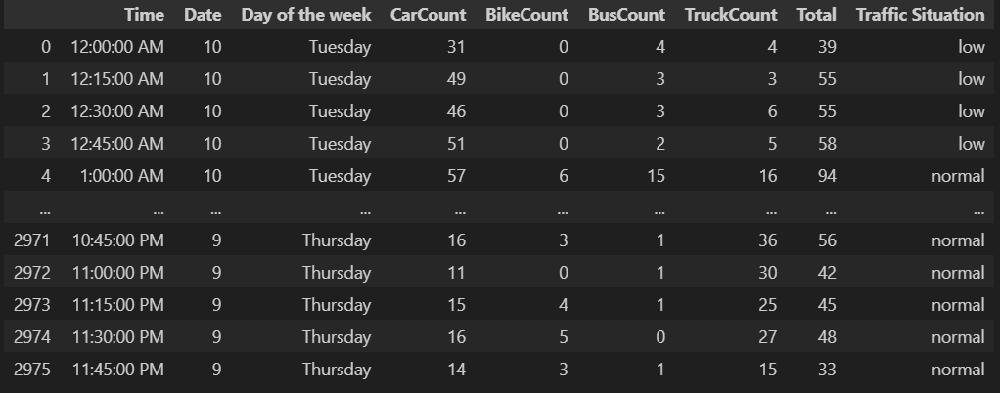 Time Date Day of the week CarCount BikeCount BusCount TruckCount Total Traffic Situation
0 12:00:00 AM 10 Tuesday 31 0 4 4 39 low
1 12:15:00 AM 10 Tuesday 49 0 3 3 55 low
2 12:30:00 AM 10 Tuesday 46 0 3 6 55 low
3 12:45:00 AM 10 Tuesday 51 0 2 5 58 low
4 1:00:00 AM 10 Tuesday 57 6 15 16 94 normal
... ... ... ... ... ... ... ... ... ...
2971 10:45:00 PM 9 Thursday 16 3 1 36 56 normal
2972 11:00:00 PM 9 Thursday 11 0 1 30 42 normal
2973 11:15:00 PM 9 Thursday 15 4 1 25 45 normal
2974 11:30:00 PM 9 Thursday 16 5 0 27 48 normal
2975 11:45:00 PM 9 Thursday 14 3 1 15 33 normal